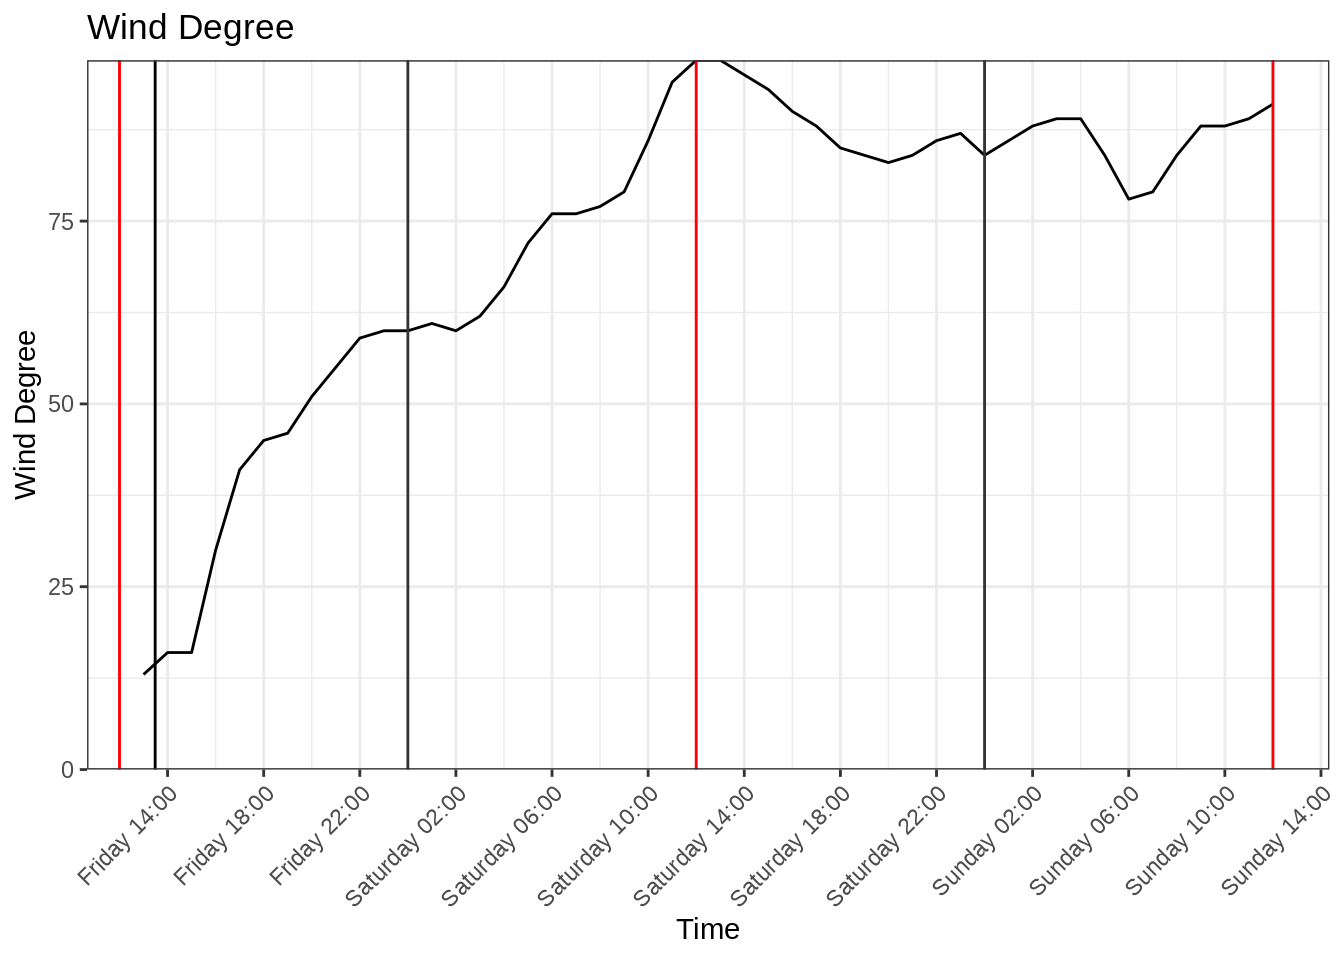 Wind Degree
Wind Degree
75
50
25
0
Friday 14:00
Friday 18:00
Friday 22:00
Saturday 02:00
Saturday 06:00
Saturday 10:00
Saturday 14:00
Saturday 18:00
Saturday 22:00
Sunday 02:00
Sunday 06:00
Sunday 10:00
Sunday 14:00
Time